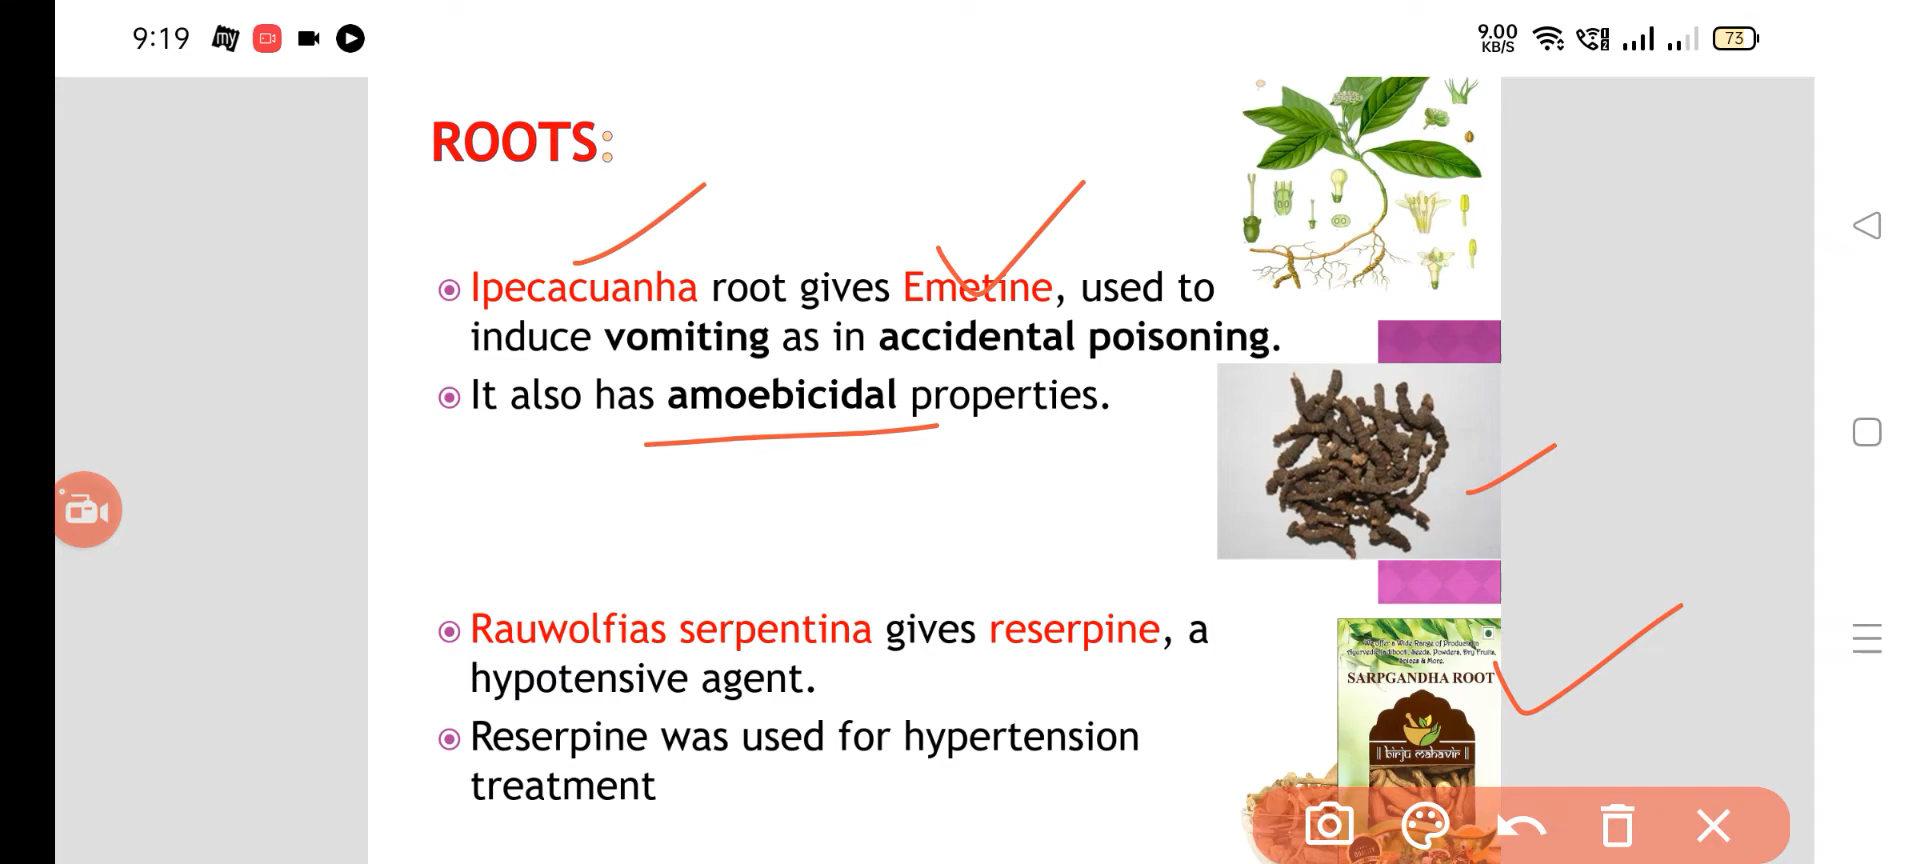 9:19
my
9.00
KB/S
73
ROOTS:
Ipecacuanha root gives Emetine, used to
induce vomiting as in accidental poisoning.
It also has amoebicidal properties.
Rauwolfias serpentina gives reserpine, a
hypotensive agent.
Reserpine was used for hypertension
treatment
SARPGANDHA ROOT
birju mahavir